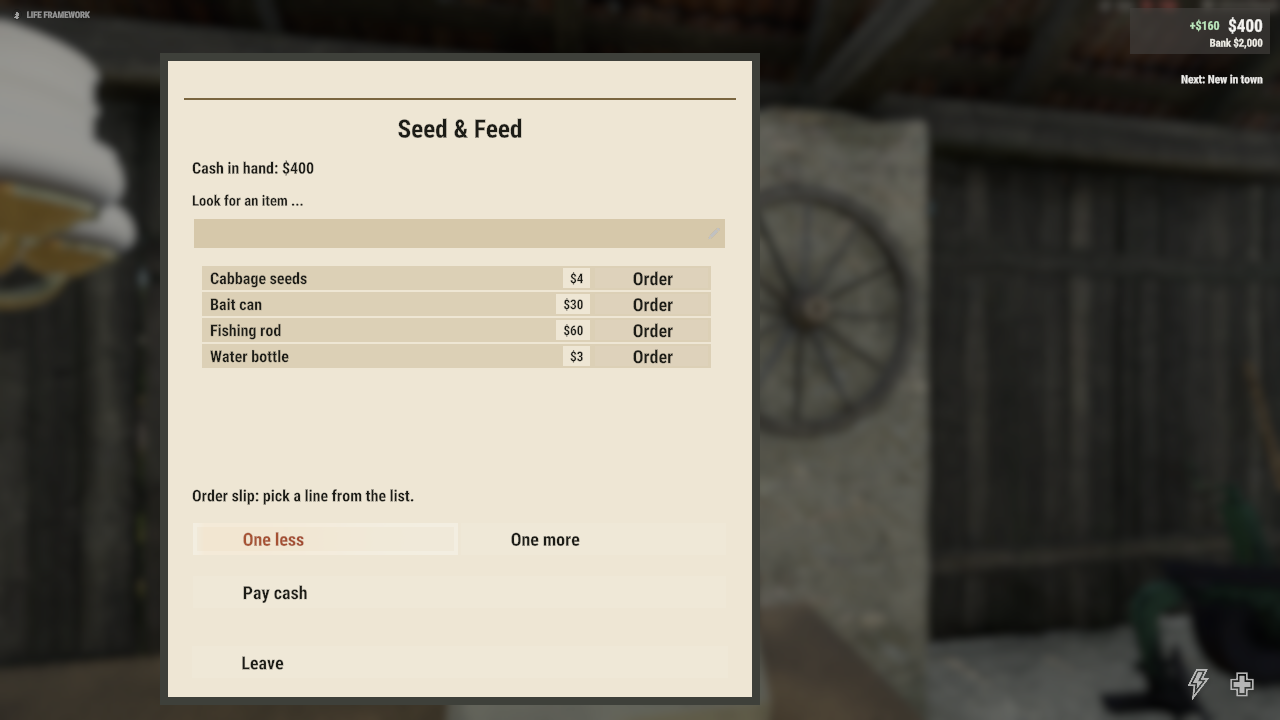 LIFE FRAMEWORK
+$160 $400
Bank $2,000
Next: New in town
Seed & Feed
Cash in hand: $400
Look for an item ...
Cabbage seeds $4 Order
Bait can $30 Order
Fishing rod $60 Order
Water bottle $3 Order
Order slip: pick a line from the list.
One less One more
Pay cash
Leave